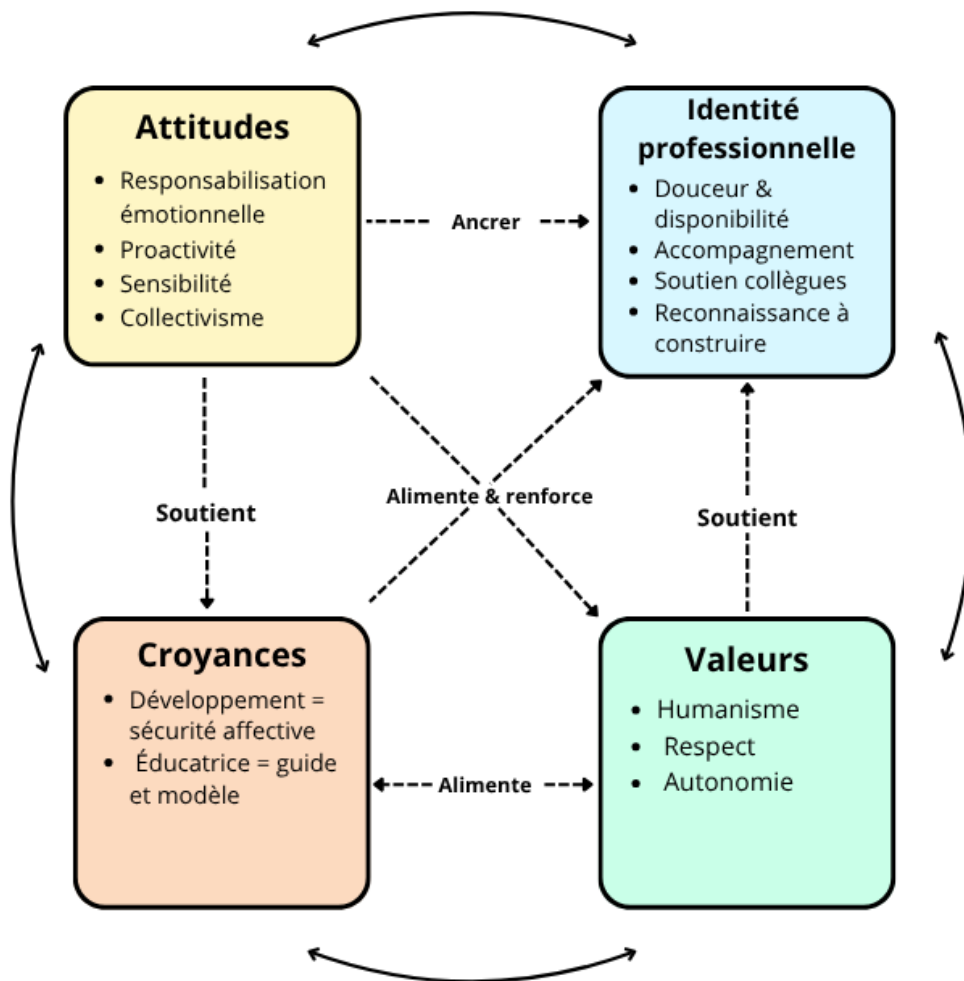 Attitudes
• Responsabilisation
émotionnelle
• Proactivité
• Sensibilité
• Collectivisme
Identité
professionnelle
• Douceur &
disponibilité
• Accompagnement
• Soutien collègues
• Reconnaissance à
construire
Ancrer
Alimente & renforce
Soutient
Soutient
Croyances
• Développement =
sécurité affective
• Éducatrice = guide
et modèle
Alimente
Valeurs
• Humanisme
• Respect
• Autonomie